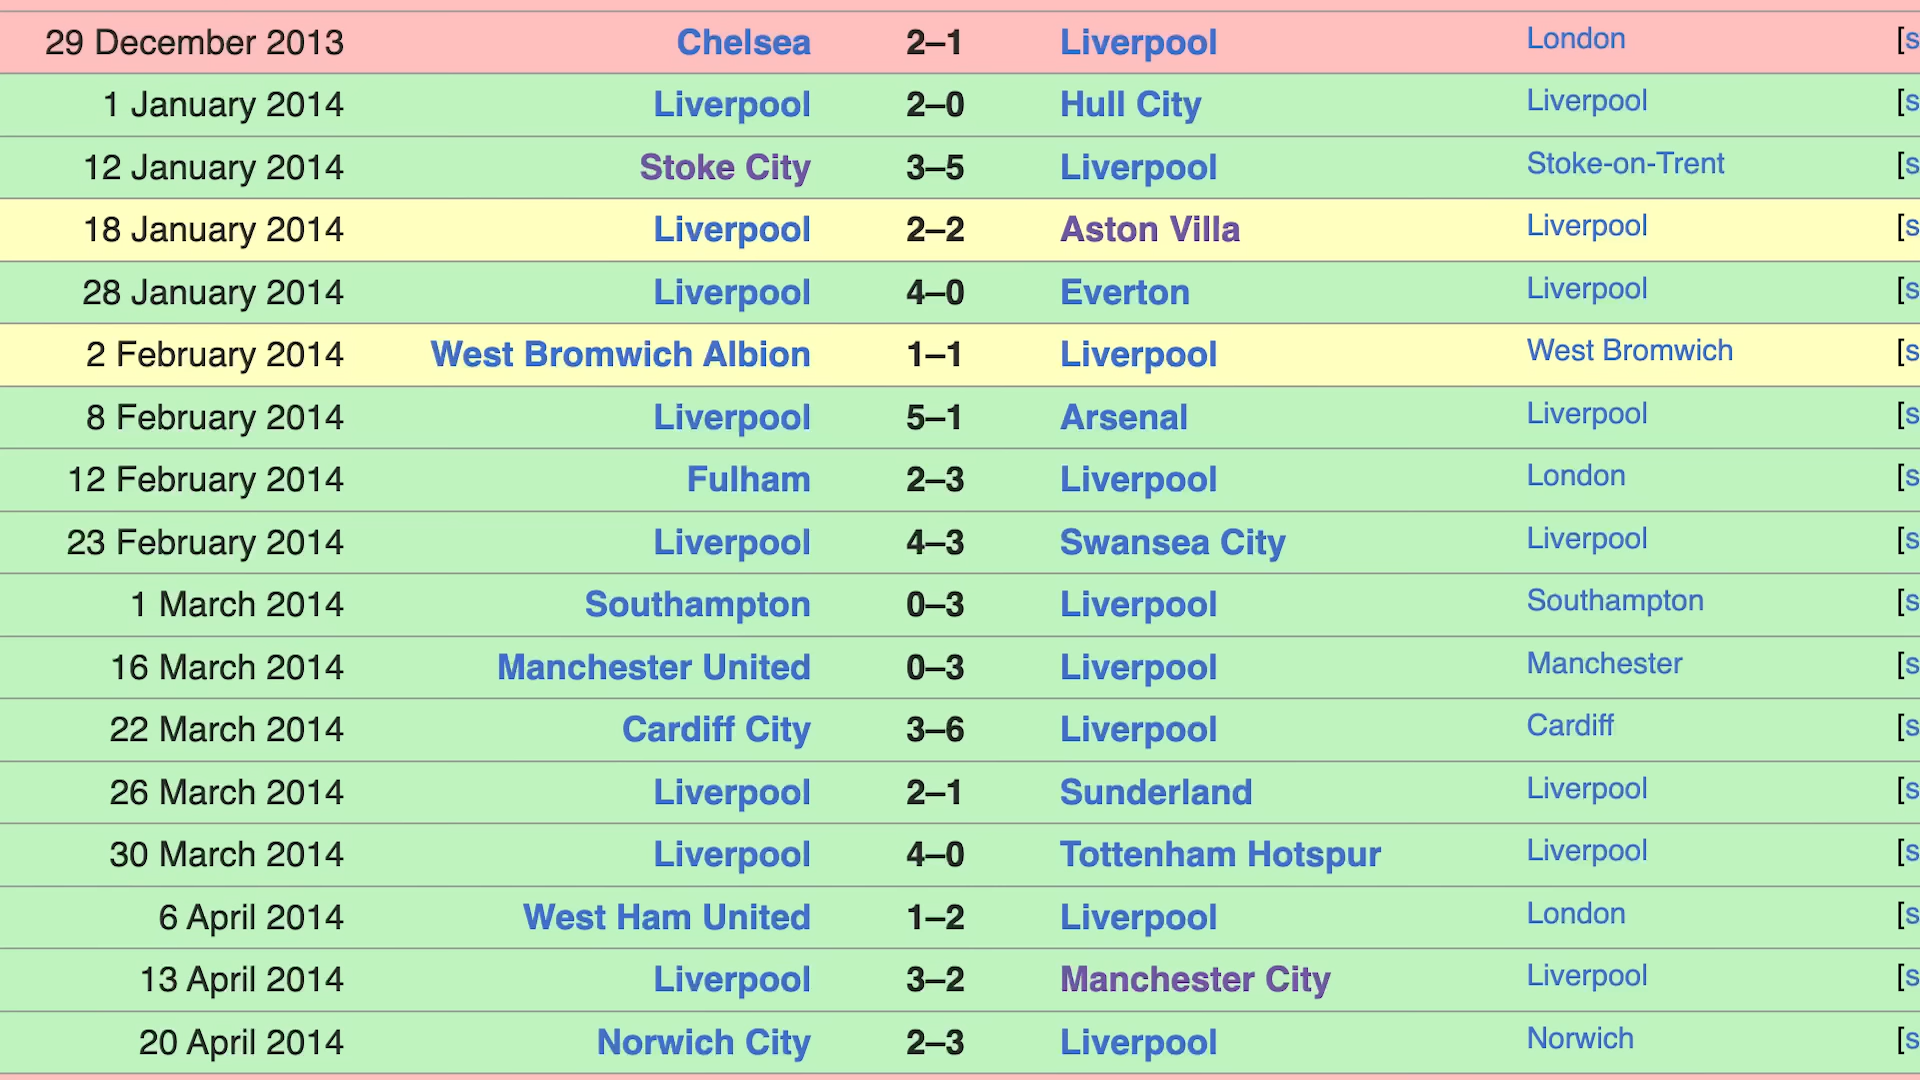 29 December 2013 Chelsea 2–1 Liverpool London [s
1 January 2014 Liverpool 2–0 Hull City Liverpool [s
12 January 2014 Stoke City 3–5 Liverpool Stoke-on-Trent [s
18 January 2014 Liverpool 2–2 Aston Villa Liverpool [s
28 January 2014 Liverpool 4–0 Everton Liverpool [s
2 February 2014 West Bromwich Albion 1–1 Liverpool West Bromwich [s
8 February 2014 Liverpool 5–1 Arsenal Liverpool [s
12 February 2014 Fulham 2–3 Liverpool London [s
23 February 2014 Liverpool 4–3 Swansea City Liverpool [s
1 March 2014 Southampton 0–3 Liverpool Southampton [s
16 March 2014 Manchester United 0–3 Liverpool Manchester [s
22 March 2014 Cardiff City 3–6 Liverpool Cardiff [s
26 March 2014 Liverpool 2–1 Sunderland Liverpool [s
30 March 2014 Liverpool 4–0 Tottenham Hotspur Liverpool [s
6 April 2014 West Ham United 1–2 Liverpool London [s
13 April 2014 Liverpool 3–2 Manchester City Liverpool [s
20 April 2014 Norwich City 2–3 Liverpool Norwich [s